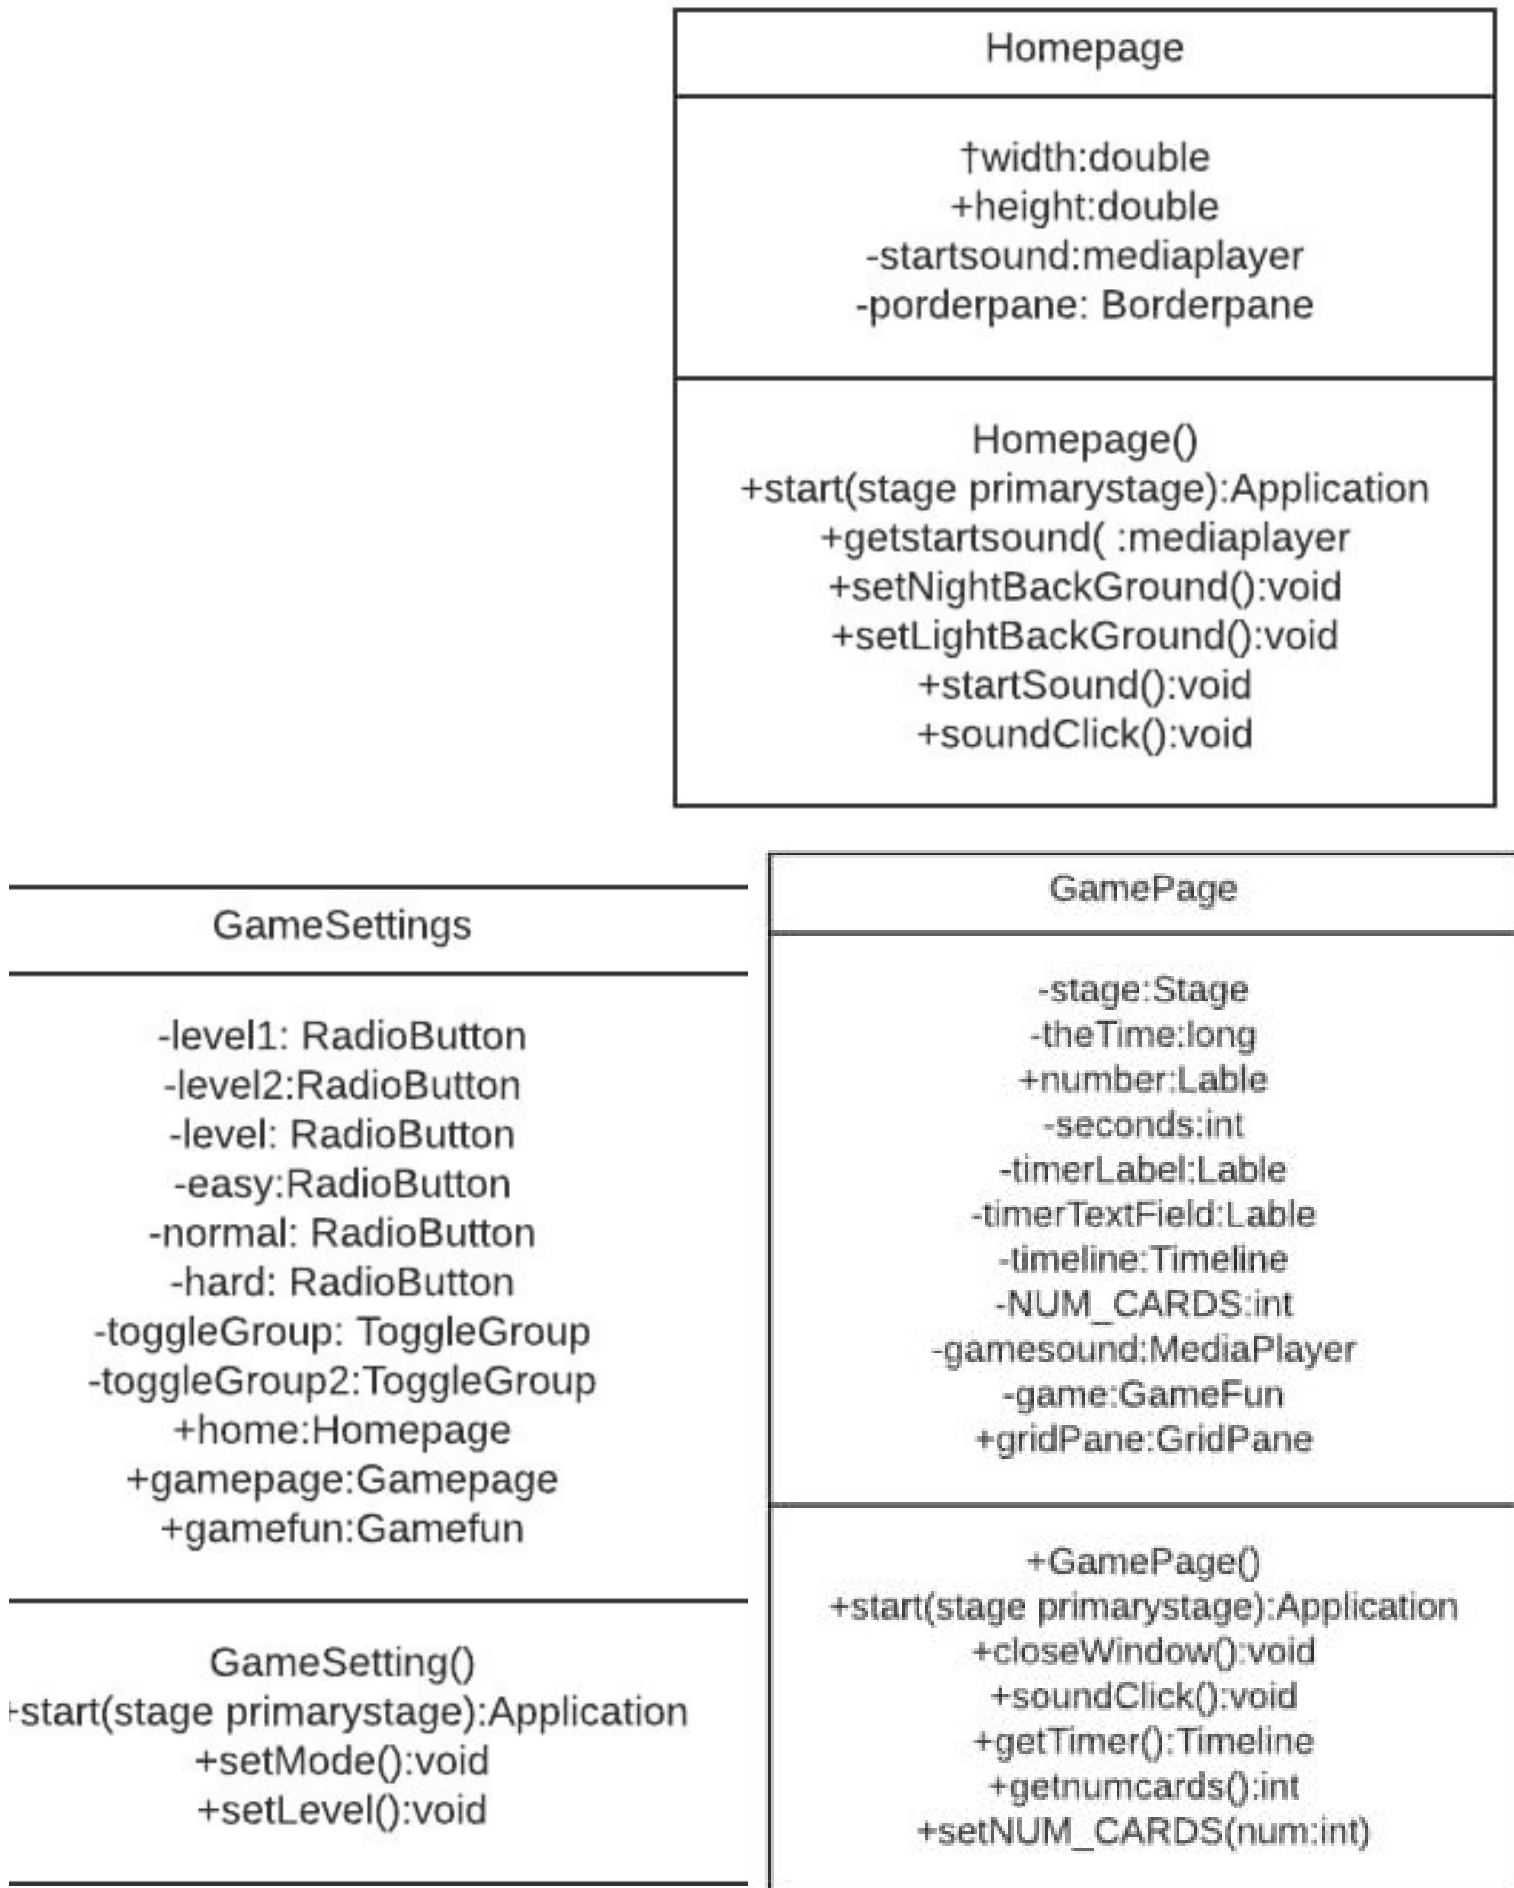 Homepage
†width:double
+height:double
-startsound:mediaplayer
-porderpane: Borderpane
Homepage()
+start(stage primarystage):Application
+getstartsound( :mediaplayer
+setNightBackGround():void
+setLightBackGround():void
+startSound():void
+soundClick():void
GameSettings
-level1: RadioButton
-level2:RadioButton
-level: RadioButton
-easy:RadioButton
-normal: RadioButton
-hard: RadioButton
-toggleGroup: ToggleGroup
-toggleGroup2:ToggleGroup
+home:Homepage
+gamepage:Gamepage
+gamefun:Gamefun
GameSetting()
+start(stage primarystage):Application
+setMode():void
+setLevel():void
GamePage
-stage:Stage
-theTime:long
+number:Lable
-seconds:int
-timerLabel:Lable
-timerTextField:Lable
-timeline:Timeline
-NUM_CARDS:int
-gamesound:MediaPlayer
-game:GameFun
+gridPane:GridPane
+GamePage()
+start(stage primarystage):Application
+closeWindow():void
+soundClick():void
+getTimer():Timeline
+getnumcards():int
+setNUM_CARDS(num:int)